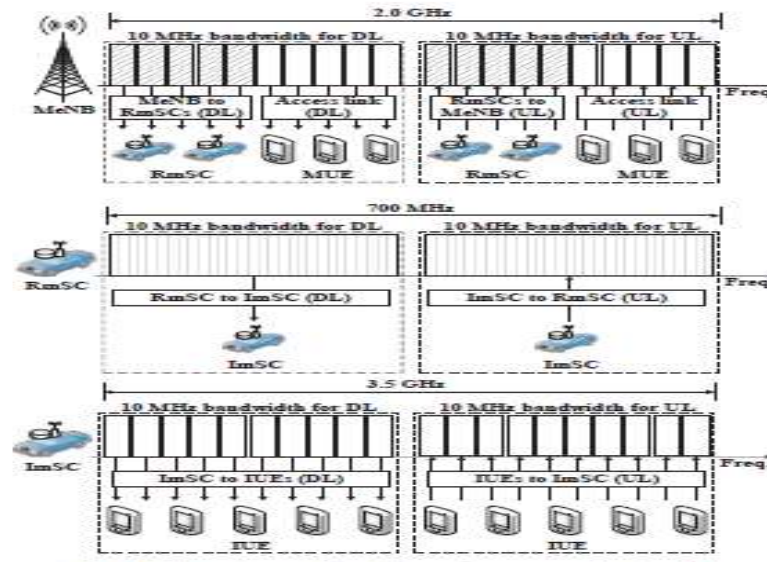 2.0 GHz
10 MHz bandwidth for DL
10 MHz bandwidth for UL
Freq
MeNB
MeNB to RmSCs (DL)
Access link (DL)
RmSCs to MeNB (UL)
Access link (UL)
RmSC
MUE
RmSC
MUE
700 MHz
10 MHz bandwidth for DL
10 MHz bandwidth for UL
RmSC
Freq
RmSC to ImSC (DL)
ImSC to RmSC (UL)
ImSC
ImSC
3.5 GHz
10 MHz bandwidth for DL
10 MHz bandwidth for UL
ImSC
Freq
ImSC to IUEs (DL)
IUEs to ImSC (UL)
IUE
IUE